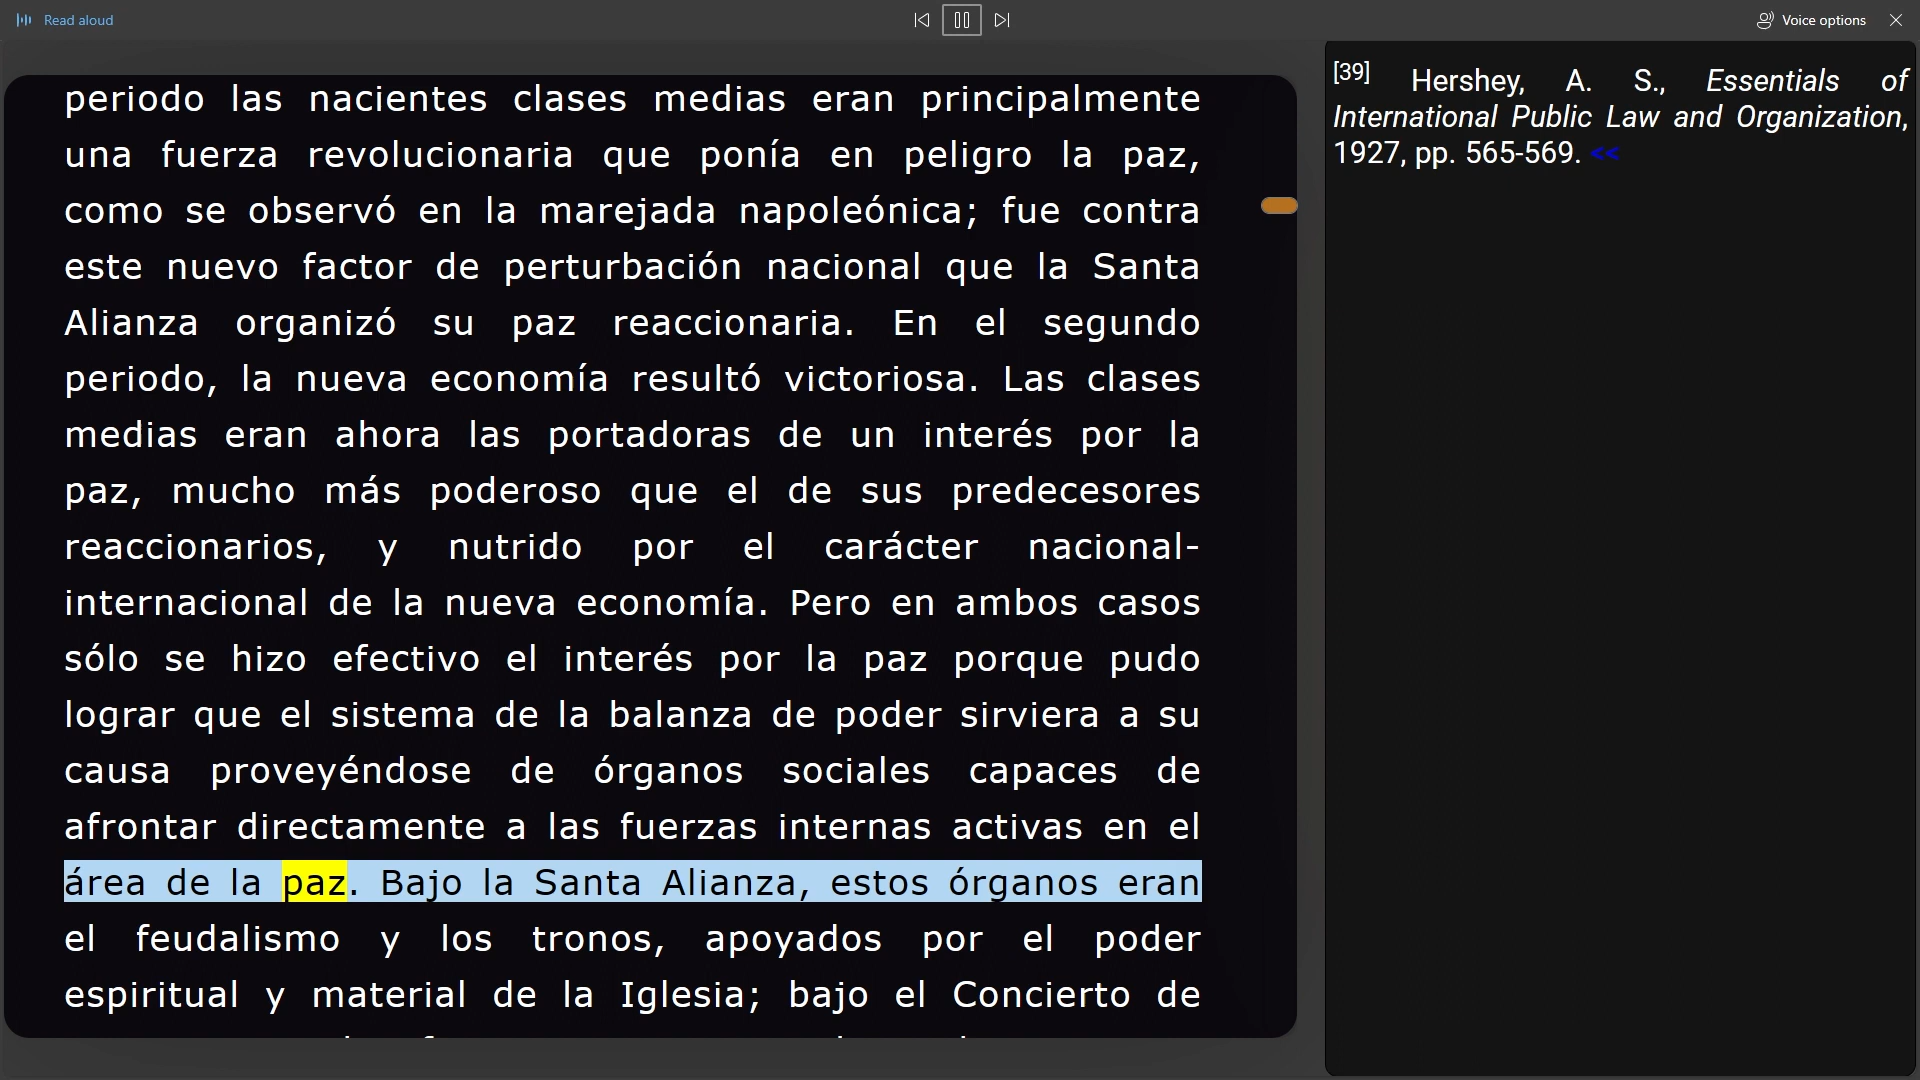 Read aloud
Voice options
periodo las nacientes clases medias eran principalmente
una fuerza revolucionaria que ponía en peligro la paz,
como se observó en la marejada napoleónica; fue contra
este nuevo factor de perturbación nacional que la Santa
Alianza organizó su paz reaccionaria. En el segundo
periodo, la nueva economía resultó victoriosa. Las clases
medias eran ahora las portadoras de un interés por la
paz, mucho más poderoso que el de sus predecesores
reaccionarios, y nutrido por el carácter nacional-
internacional de la nueva economía. Pero en ambos casos
sólo se hizo efectivo el interés por la paz porque pudo
lograr que el sistema de la balanza de poder sirviera a su
causa proveyéndose de órganos sociales capaces de
afrontar directamente a las fuerzas internas activas en el
área de la paz. Bajo la Santa Alianza, estos órganos eran
el feudalismo y los tronos, apoyados por el poder
espiritual y material de la Iglesia; bajo el Concierto de
[39] Hershey, A. S., Essentials of
International Public Law and Organization,
1927, pp. 565-569. <<